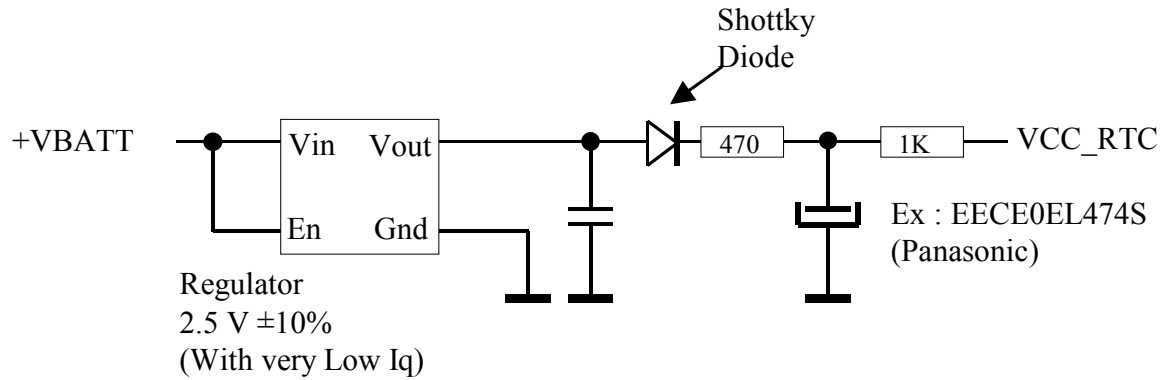 Shottky
Diode
+VBATT
Vin
Vout
470
1K
VCC_RTC
En
Gnd
Ex : EECE0EL474S
(Panasonic)
Regulator
2.5 V ±10%
(With very Low Iq)